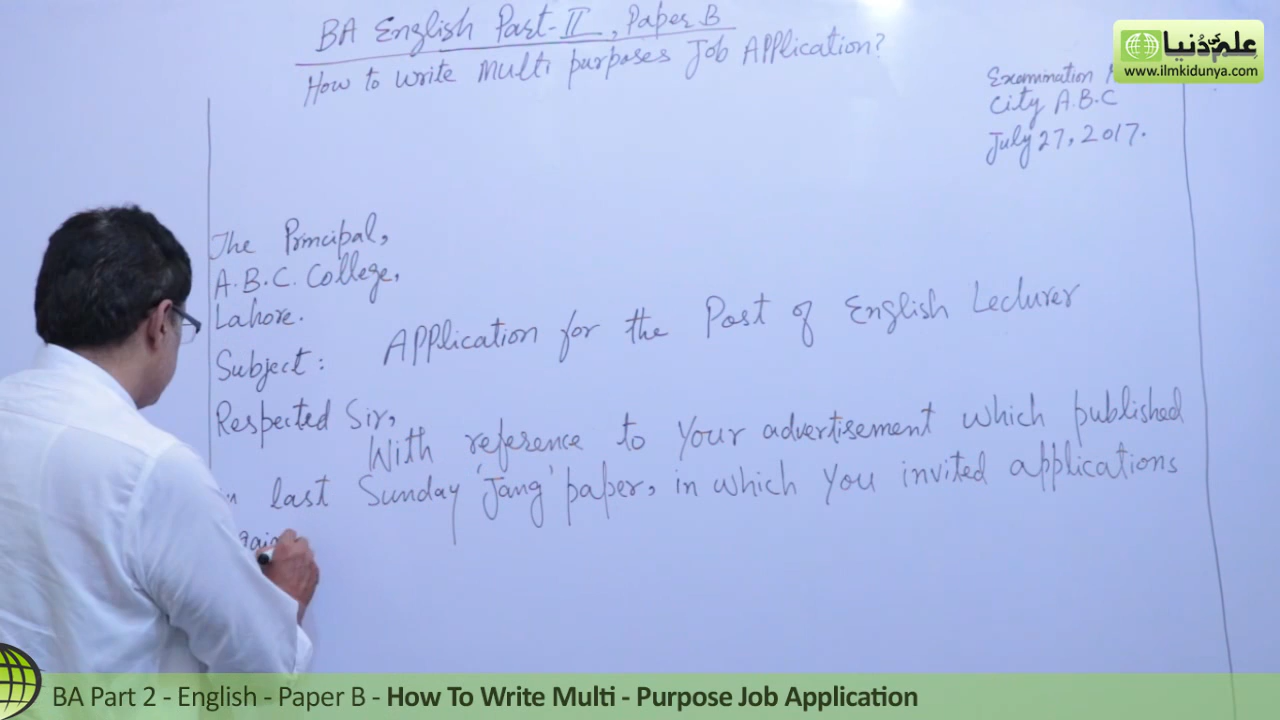 BA English Part-II, Paper B
How to write Multi purposes Job Application?
علم کی دُنیا
www.ilmkidunya.com
Examination
City A.B.C
July 27, 2017.
The Principal,
A.B.C. College,
Lahore.
Subject: Application for the Post of English Lecturer
Respected Sir,
With reference to your advertisement which published
last Sunday 'Jang' paper, in which you invited applications
BA Part 2 - English - Paper B - How To Write Multi - Purpose Job Application